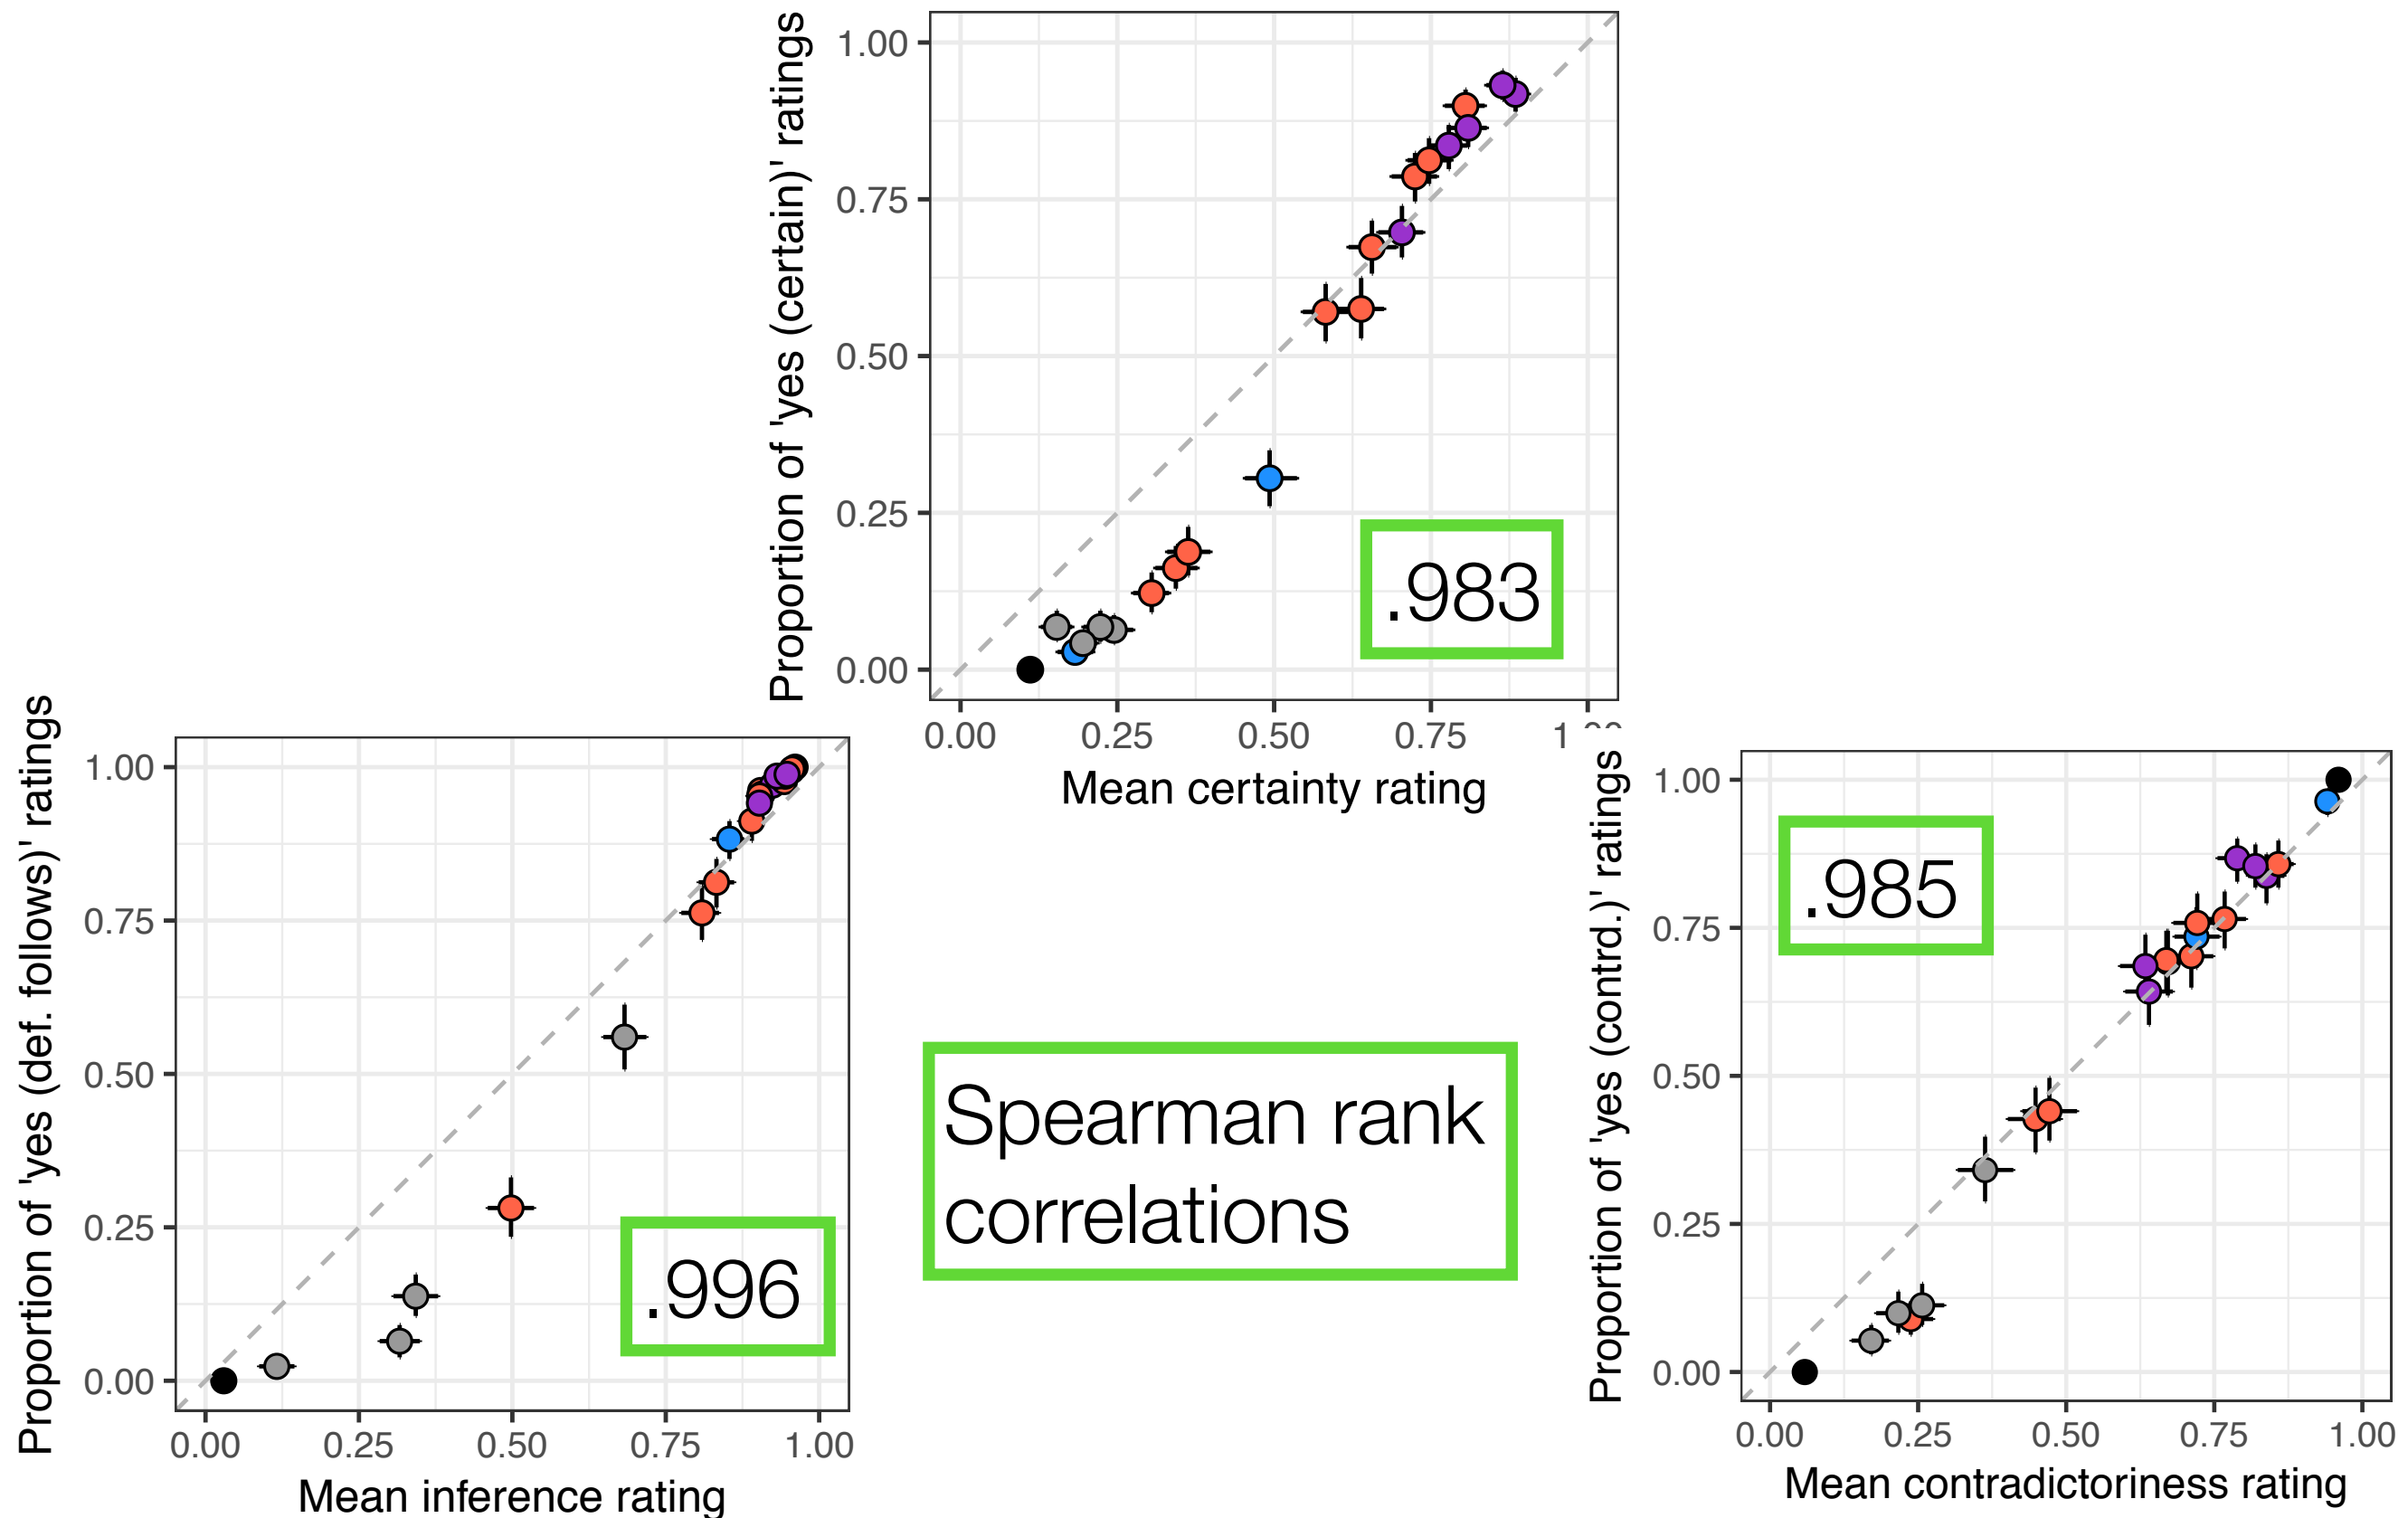 Proportion of 'yes (certain)' ratings
1.00
0.75
0.50
0.25
0.00
.983
0.00 0.25 0.50 0.75
Mean certainty rating
Proportion of 'yes (def. follows)' ratings
1.00
0.75
0.50
0.25
0.00
.996
0.00 0.25 0.50 0.75 1.00
Mean inference rating
Spearman rank
correlations
Proportion of 'yes (contrd.)' ratings
1.00
0.75
0.50
0.25
0.00
.985
0.00 0.25 0.50 0.75 1.00
Mean contradictoriness rating